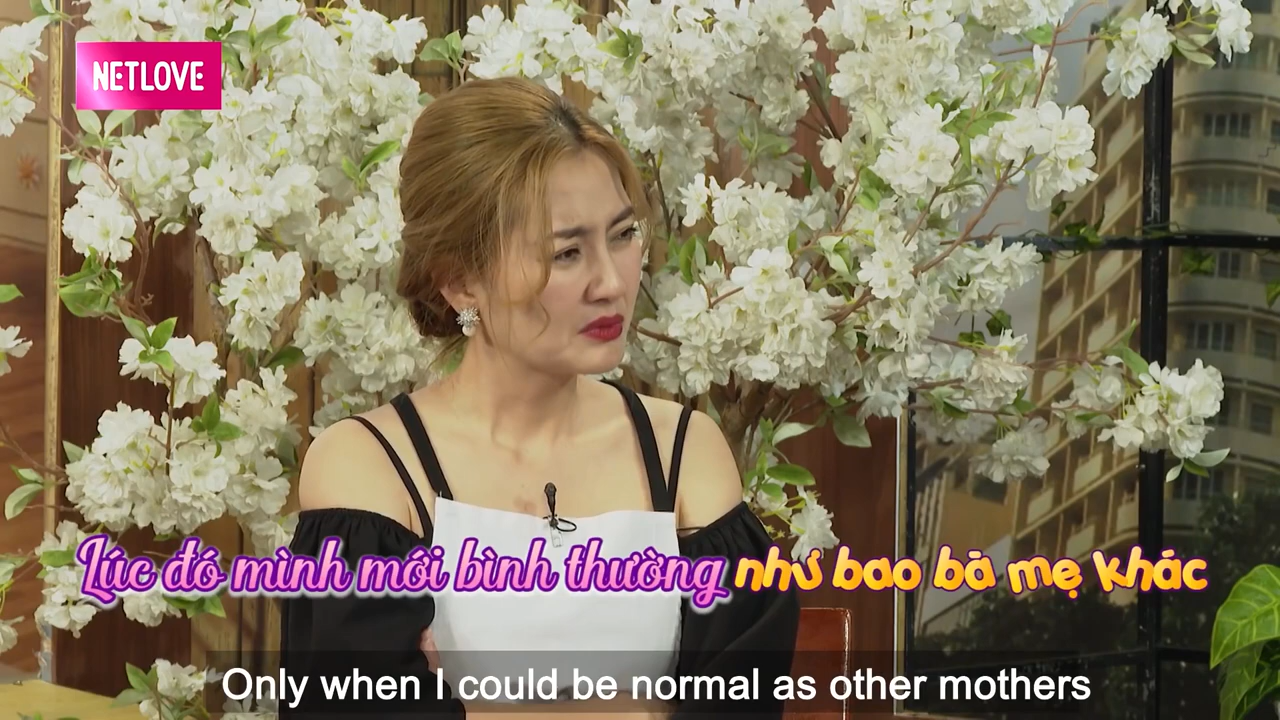 NETLOVE
Lúc đó mình mới bình thường như bao bà mẹ khác
Only when I could be normal as other mothers